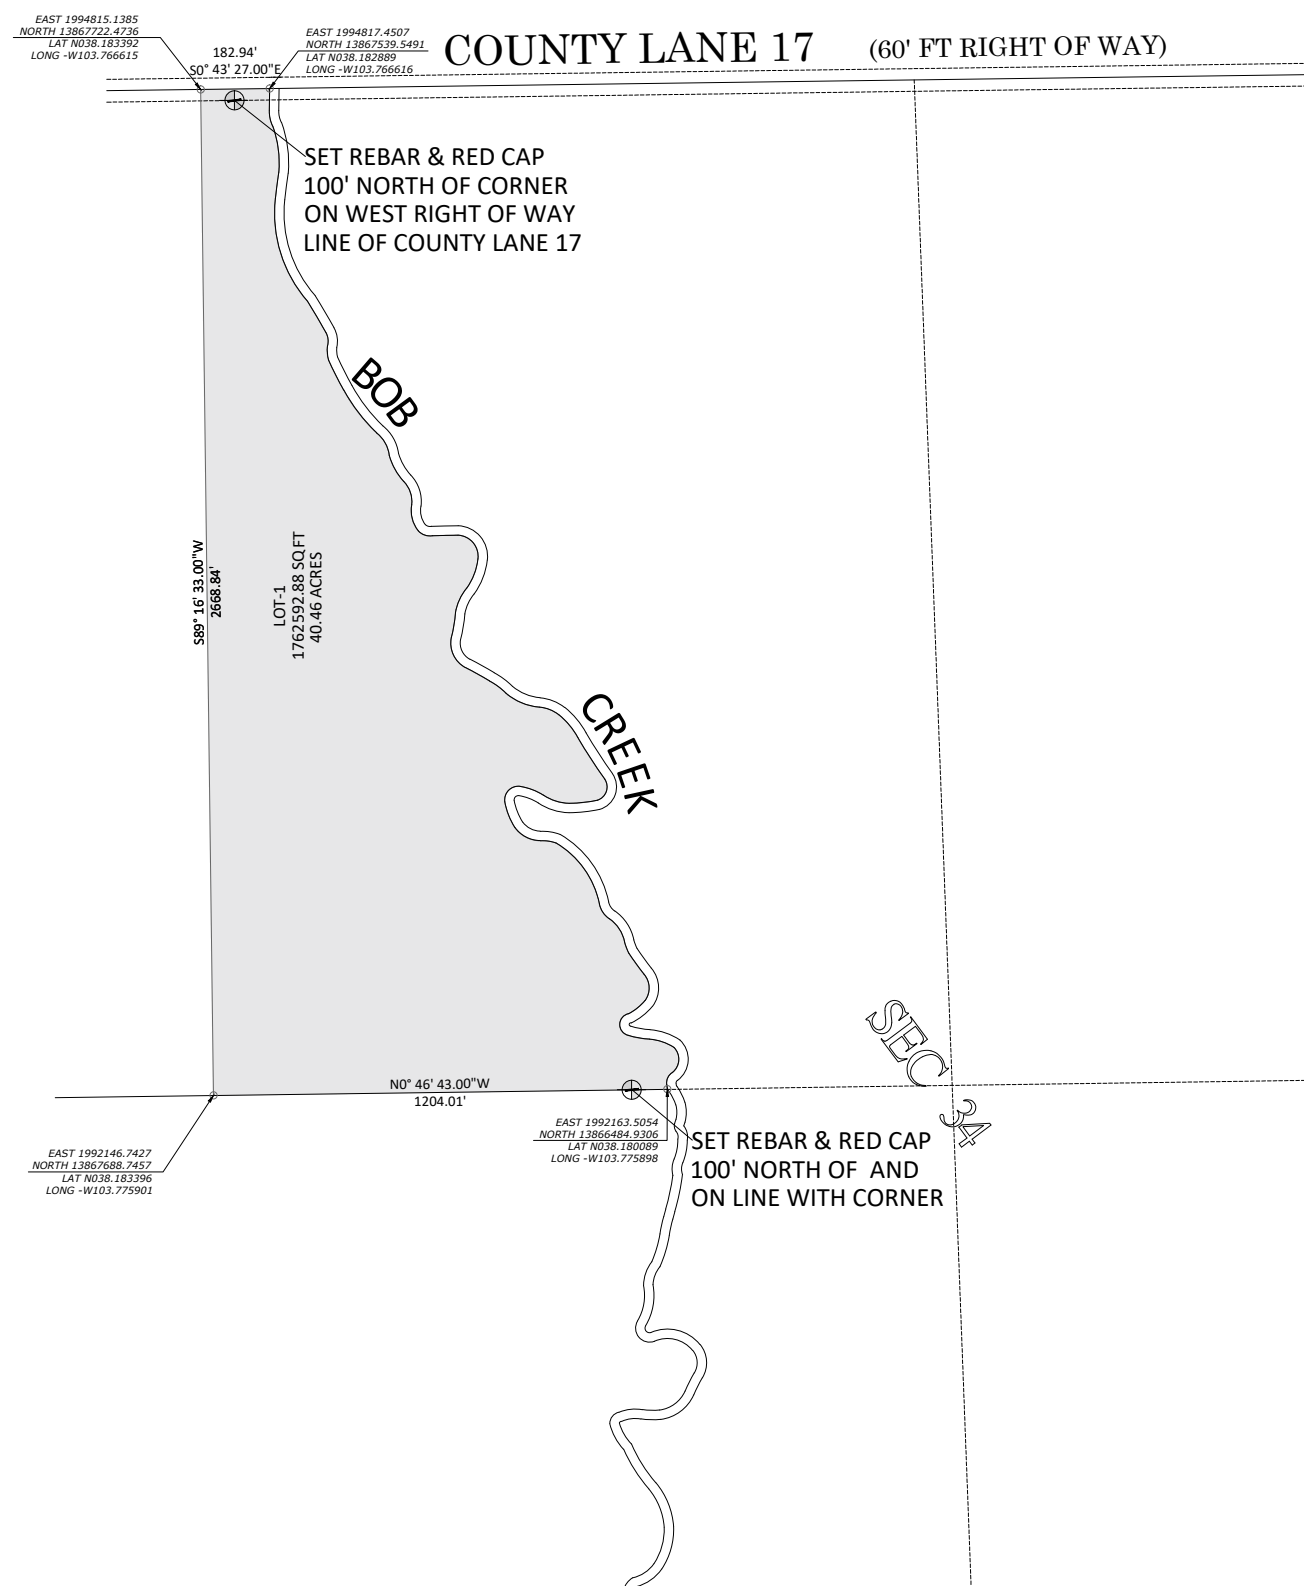 EAST 1994815.1385
NORTH 13867722.4736
LAT N038.183392
LONG -W103.766615
182.94'
S0° 43' 27.00"E
EAST 1994817.4507
NORTH 13867539.5491
LAT N038.182889
LONG -W103.766616
COUNTY LANE 17 (60' FT RIGHT OF WAY)
SET REBAR & RED CAP
100' NORTH OF CORNER
ON WEST RIGHT OF WAY
LINE OF COUNTY LANE 17
BOB
S89° 16' 33.00"W
2668.84'
LOT-1
1762592.88 SQ FT
40.46 ACRES
CREEK
SEC
34
N0° 46' 43.00"W
1204.01'
EAST 1992163.5054
NORTH 13866484.9306
LAT N038.180089
LONG -W103.775898
SET REBAR & RED CAP
100' NORTH OF AND
ON LINE WITH CORNER
EAST 1992146.7427
NORTH 13867688.7457
LAT N038.183396
LONG -W103.775901